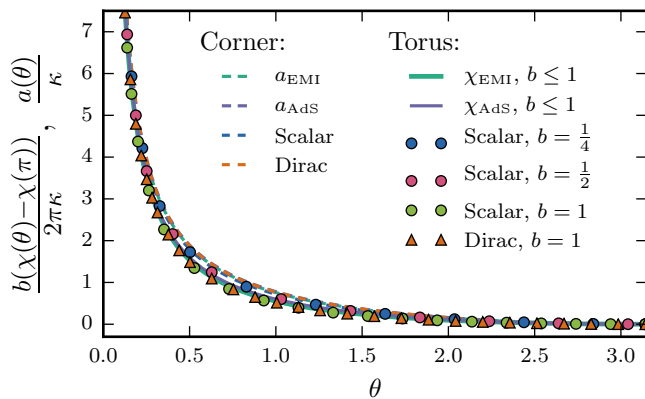 7
6
5
4
3
2
1
0
0.0 0.5 1.0 1.5 2.0 2.5 3.0
θ
b(χ(θ)−χ(π))/2πκ , a(θ)/κ
Corner:
a_EMI
a_AdS
Scalar
Dirac
Torus:
χ_EMI, b ≤ 1
χ_AdS, b ≤ 1
Scalar, b = 1/4
Scalar, b = 1/2
Scalar, b = 1
Dirac, b = 1